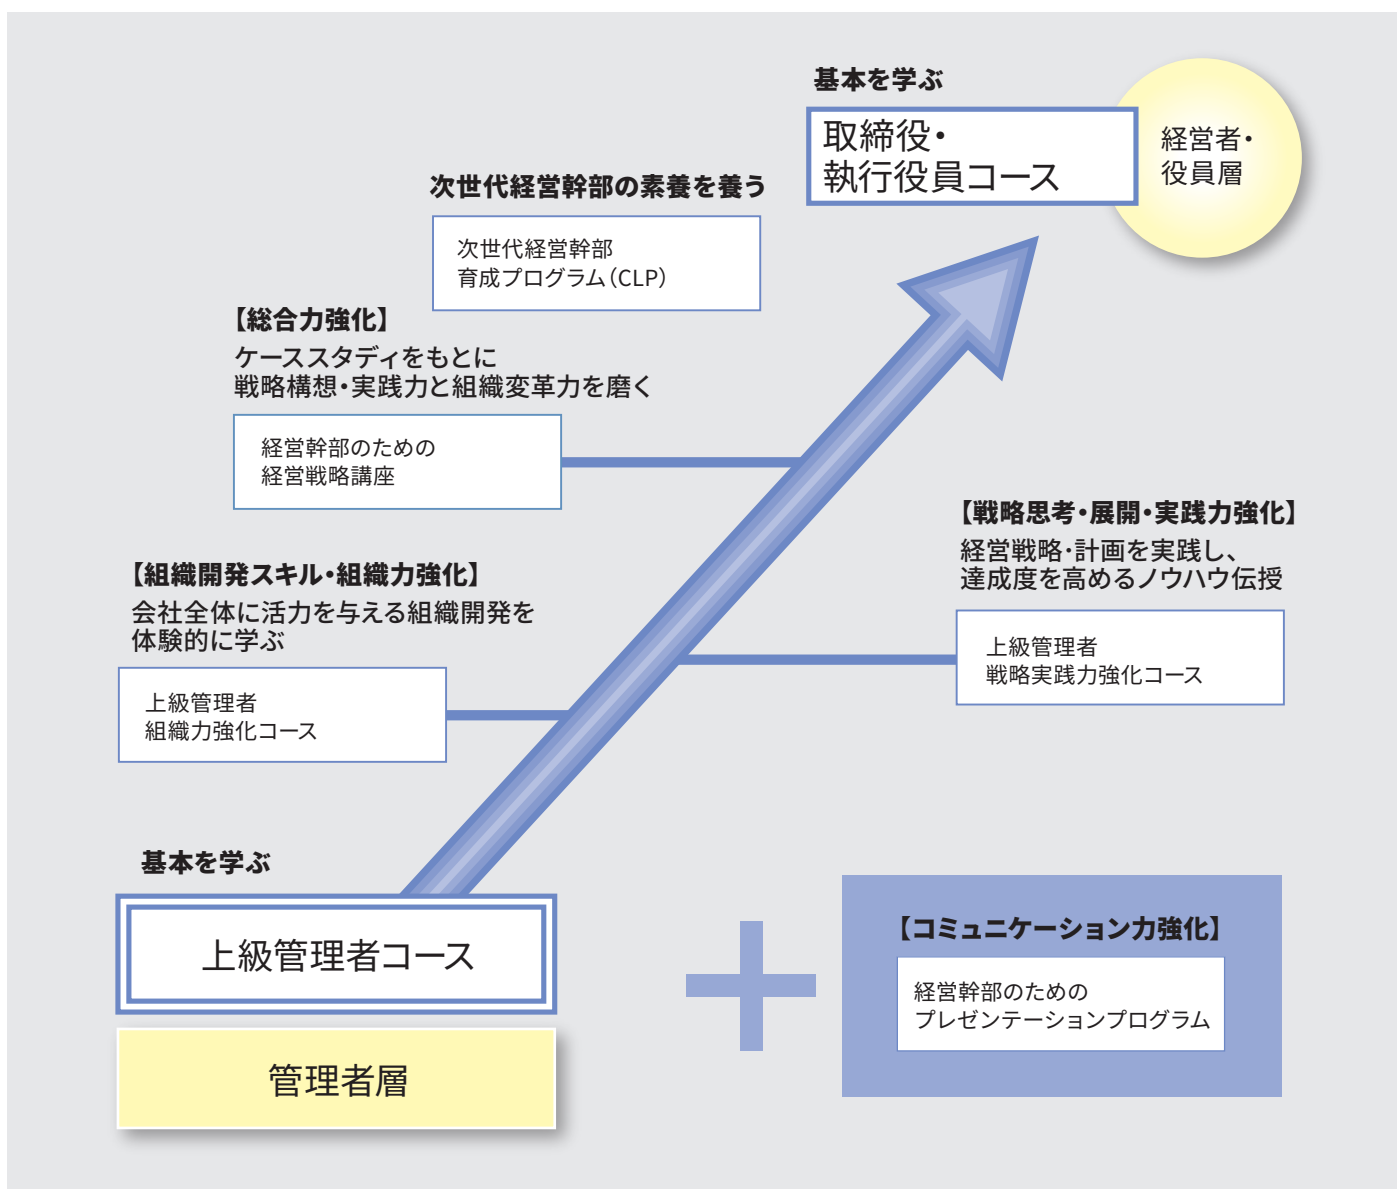 基本を学ぶ
取締役・
執行役員コース
経営者・
役員層
次世代経営幹部の素養を養う
次世代経営幹部
育成プログラム（CLP）
【総合力強化】
ケーススタディをもとに
戦略構想・実践力と組織変革力を磨く
経営幹部のための
経営戦略講座
【戦略思考・展開・実践力強化】
経営戦略・計画を実践し、
達成度を高めるノウハウ伝授
上級管理者
戦略実践力強化コース
【組織開発スキル・組織力強化】
会社全体に活力を与える組織開発を
体験的に学ぶ
上級管理者
組織力強化コース
基本を学ぶ
上級管理者コース
管理者層
【コミュニケーション力強化】
経営幹部のための
プレゼンテーションプログラム